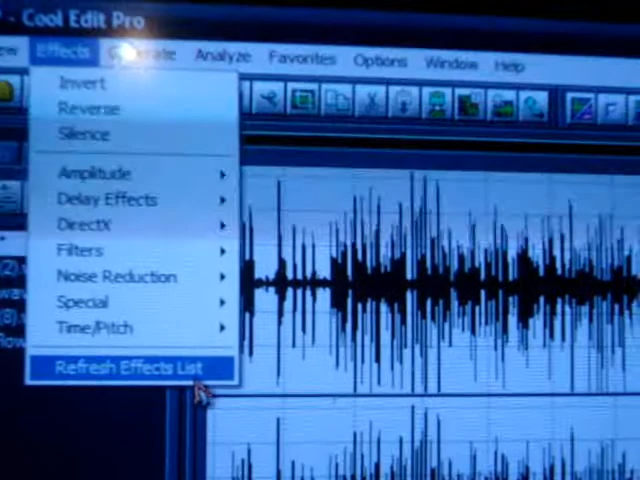 - Cool Edit Pro
Effects Analyze Favorites Options Window Help
Invert
Reverse
Silence
Amplitude
Delay Effects
DirectX
Filters
Noise Reduction
Special
Time/Pitch
Refresh Effects List